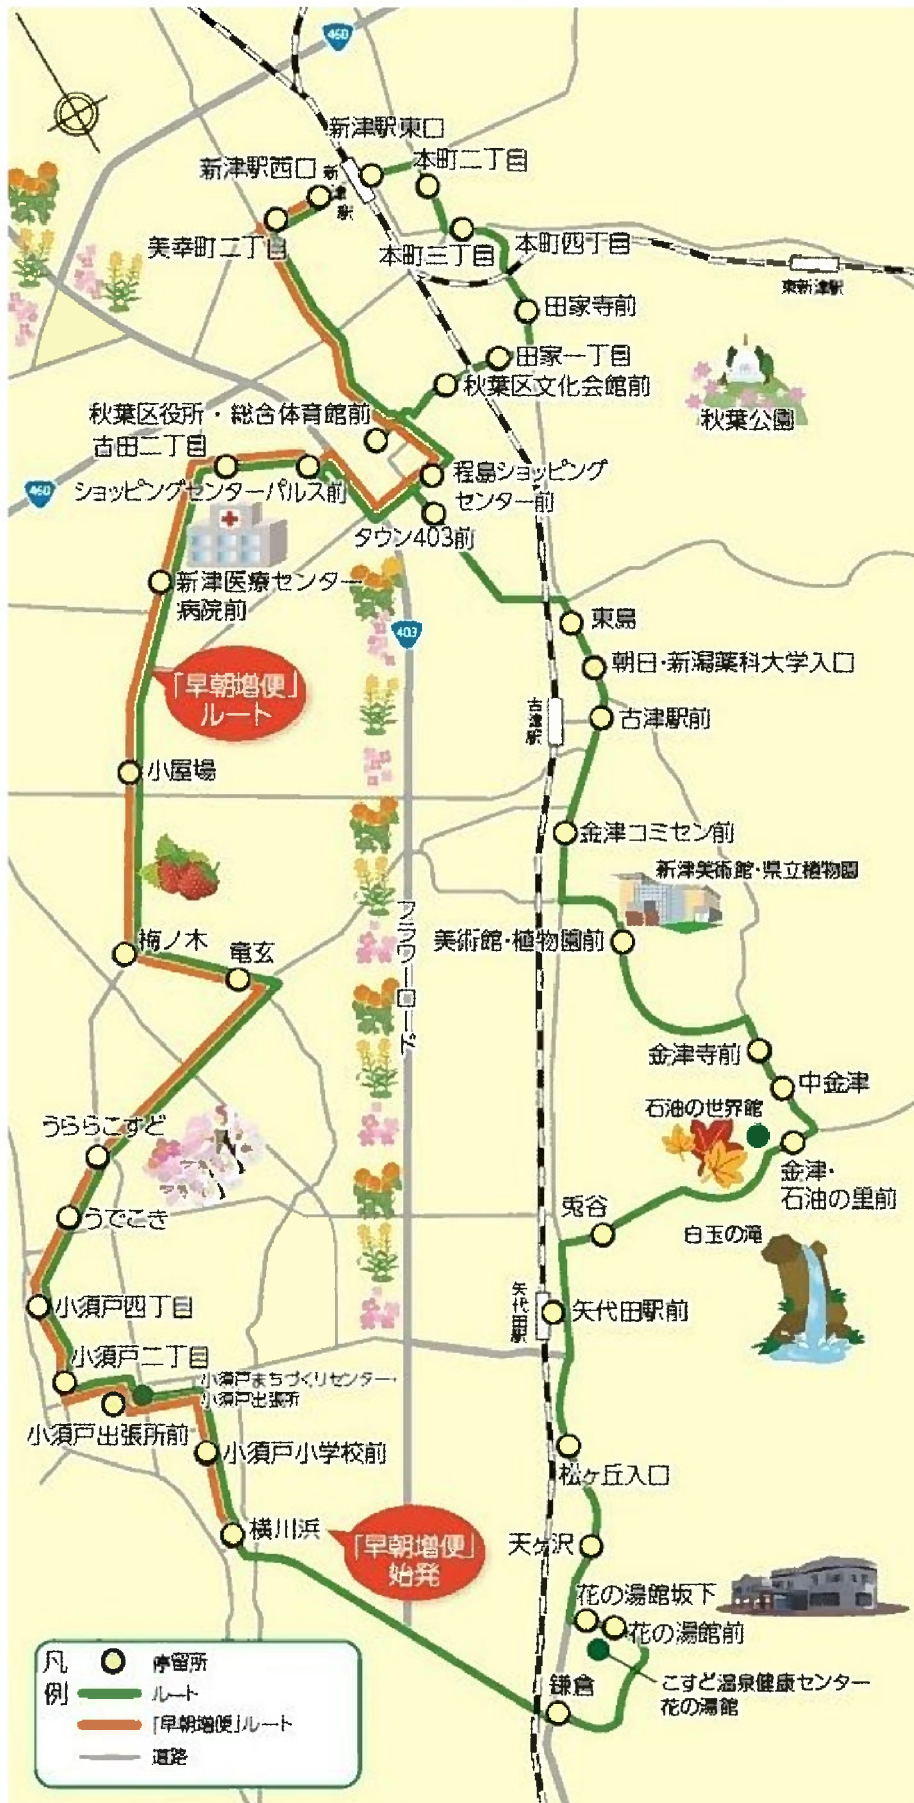 460
新津駅東口
新津駅西口
新津駅
本町二丁目
美幸町二丁目
本町三丁目
本町四丁目
東新津駅
田家寺前
田家一丁目
秋葉区文化会館前
秋葉公園
秋葉区役所・総合体育館前
古田二丁目
ショッピングセンターパルス前
460
程島ショッピング
センター前
タウン403前
新津医療センター
病院前
403
東島
朝日・新潟薬科大学入口
「早朝増便」
ルート
古津駅
古津駅前
小屋場
金津コミセン前
新津美術館・県立植物園
フラワーロード
美術館・植物園前
梅ノ木
竜玄
金津寺前
中金津
石油の世界館
うららこすど
金津・
石油の里前
うでこき
兎谷
白玉の滝
小須戸四丁目
矢代田駅
矢代田駅前
小須戸二丁目
小須戸まちづくりセンター・
小須戸出張所
小須戸出張所前
小須戸小学校前
松ヶ丘入口
横川浜
「早朝増便」
始発
天ヶ沢
花の湯館坂下
花の湯館前
こすど温泉健康センター
花の湯館
鎌倉
凡例
停留所
ルート
「早朝増便」ルート
道路